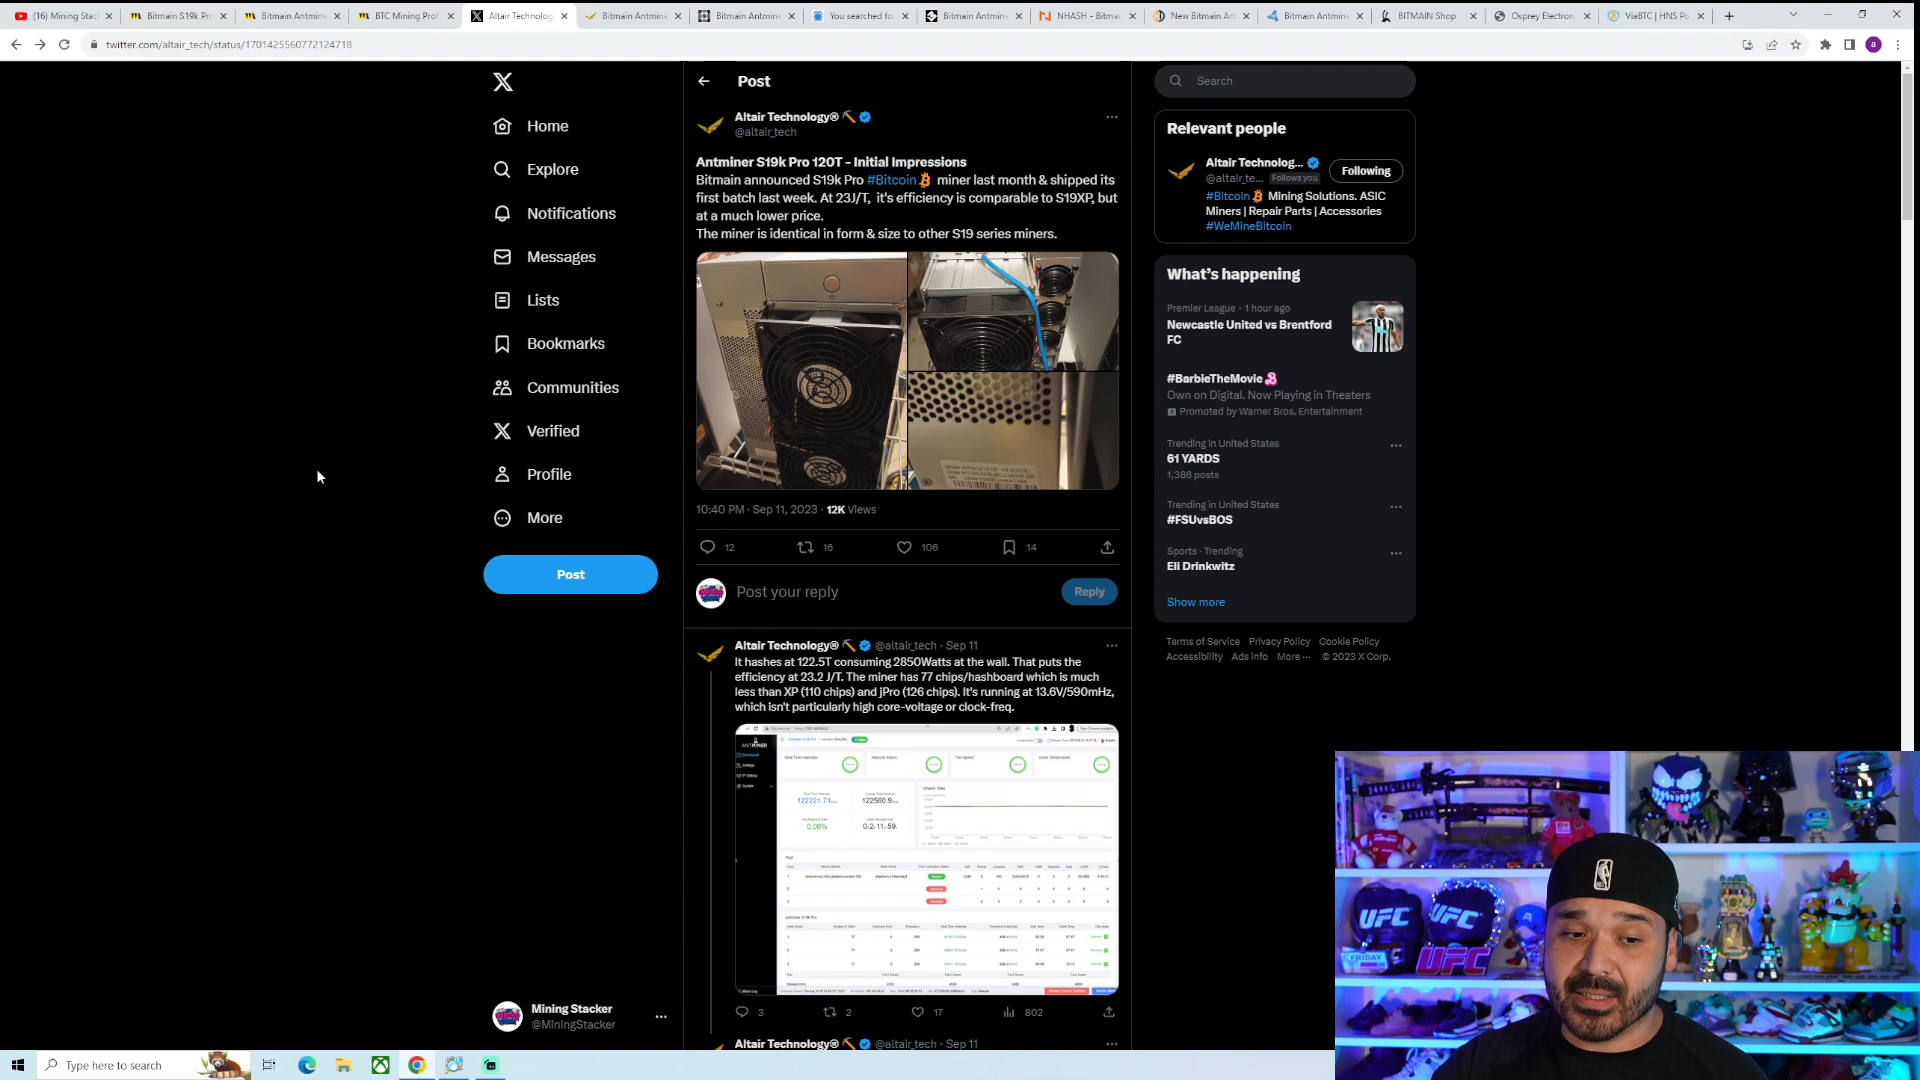 (16) Mining Stac
Bitmain S19k Pr
Bitmain Antmine
BTC Mining Prof
Altair Technolog
Bitmain Antmine
Bitmain Antmine
You searched fo
Bitmain Antmine
NHASH - Bitmai
New Bitmain An
Bitmain Antmine
BITMAIN Shop
Osprey Electron
ViaBTC | HNS Po
twitter.com/altair_tech/status/1701425560772124718
Home
Explore
Notifications
Messages
Lists
Bookmarks
Communities
Verified
Profile
More
Post
Mining Stacker
@MiningStacker
Post
Altair Technology®
@altair_tech
Antminer S19k Pro 120T - Initial Impressions
Bitmain announced S19k Pro #Bitcoin miner last month & shipped its
first batch last week. At 23J/T, it's efficiency is comparable to S19XP, but
at a much lower price.
The miner is identical in form & size to other S19 series miners.
10:40 PM · Sep 11, 2023 · 12K Views
12
16
106
14
Post your reply
Reply
Altair Technology® @altair_tech · Sep 11
It hashes at 122.5T consuming 2850Watts at the wall. That puts the
efficiency at 23.2 J/T. The miner has 77 chips/hashboard which is much
less than XP (110 chips) and jPro (126 chips). It's running at 13.6V/590mHz,
which isn't particularly high core-voltage or clock-freq.
ANTMINER
122221.71
122560.9
0.00%
3
2
17
802
Altair Technology® @altair_tech · Sep 11
Search
Relevant people
Altair Technolog...
@altair_te... Follows you
Following
#Bitcoin Mining Solutions. ASIC
Miners | Repair Parts | Accessories
#WeMineBitcoin
What's happening
Premier League · 1 hour ago
Newcastle United vs Brentford
FC
#BarbieTheMovie
Own on Digital. Now Playing in Theaters
Promoted by Warner Bros. Entertainment
Trending in United States
61 YARDS
1,386 posts
Trending in United States
#FSUvsBOS
Sports · Trending
Eli Drinkwitz
Show more
Terms of Service Privacy Policy Cookie Policy
Accessibility Ads info More ··· © 2023 X Corp.
UFC
UFC
FRIDAY
UFC
Type here to search